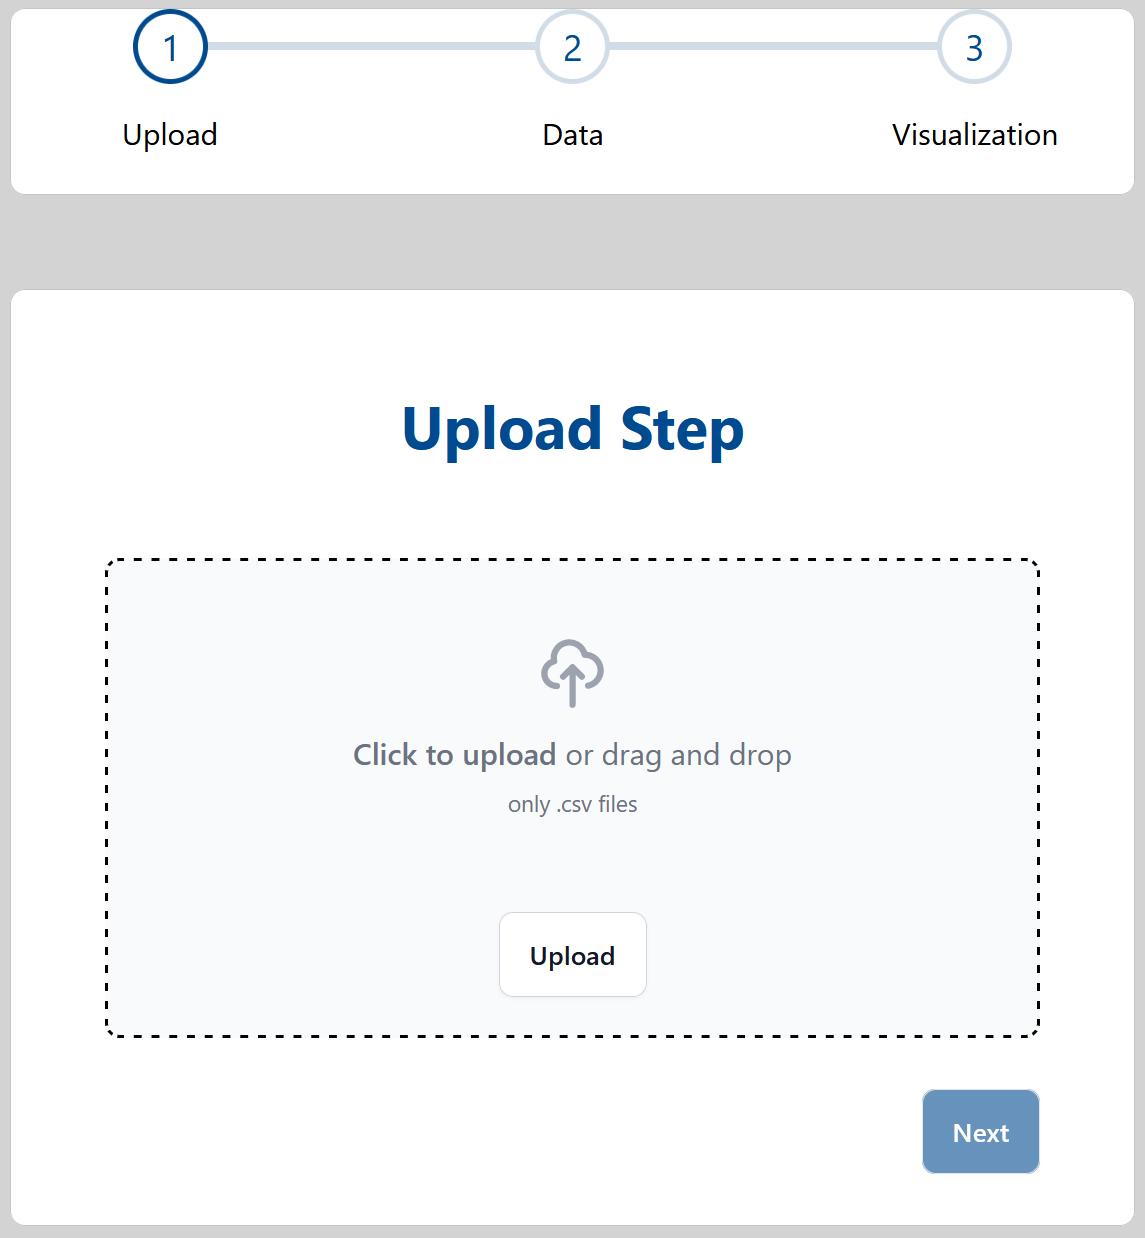 1 2 3
Upload Data Visualization
Upload Step
Click to upload or drag and drop
only .csv files
Upload
Next